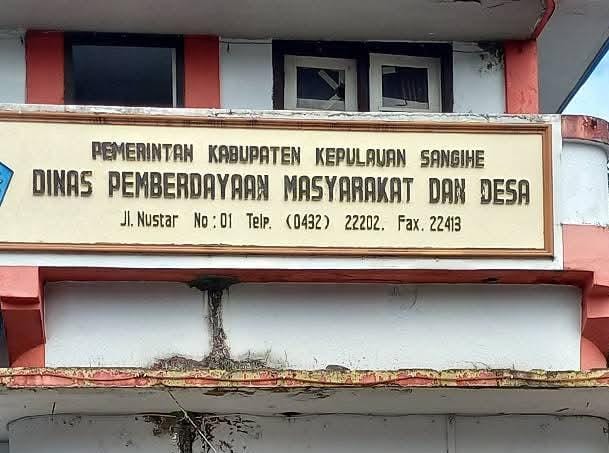 PEMERINTAH KABUPATEN KEPULAUAN SANGIHE
DINAS PEMBERDAYAAN MASYARAKAT DAN DESA
Jl. Nustar No : 01 Telp. (0432) 22202. Fax. 22413